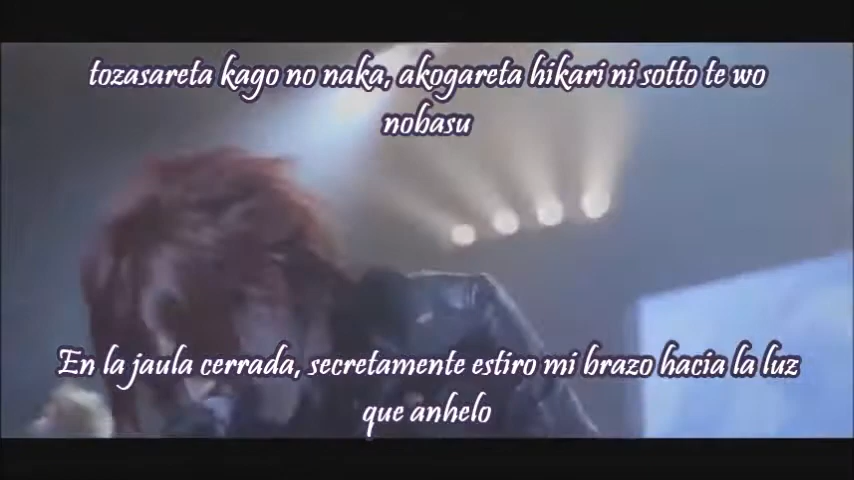 tozasareta kago no naka, akogareta hikari ni sotto te wo
nobasu
En la jaula cerrada, secretamente estiro mi brazo hacia la luz
que anhelo